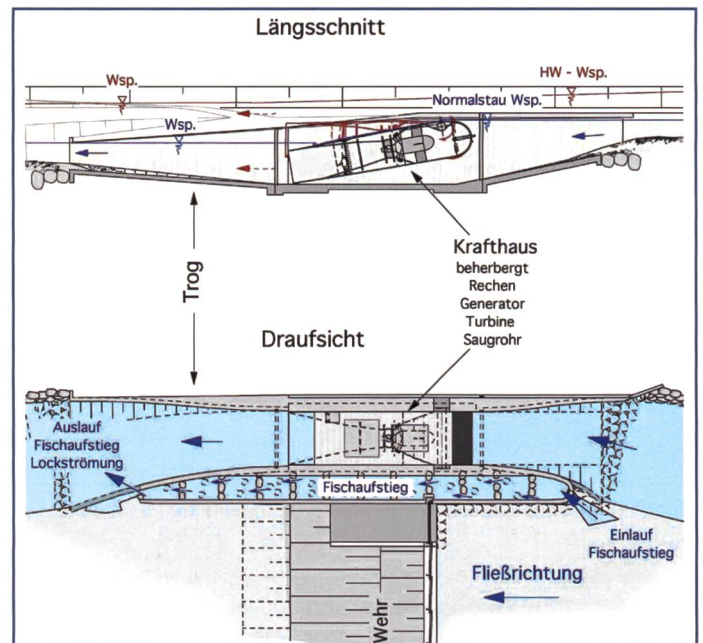 Längsschnitt
Wsp.
HW - Wsp.
Normalstau Wsp.
Wsp.
Krafthaus
beherbergt
Rechen
Generator
Turbine
Saugrohr
Trog
Draufsicht
Auslauf
Fischaufstieg
Lockströmung
Fischaufstieg
Einlauf
Fischaufstieg
Fließrichtung
Wehr